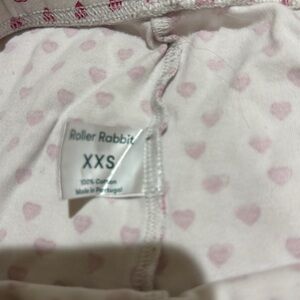 Roller Rabbit
XXS
100% Cotton
Made in Portugal